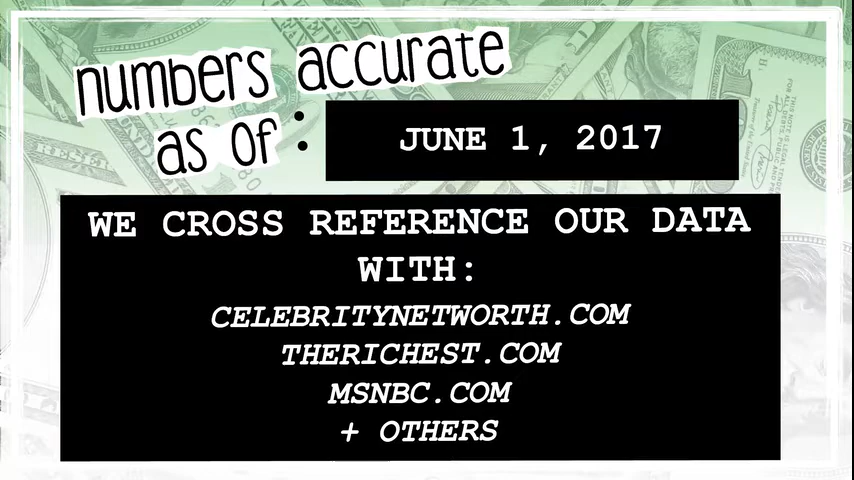 numbers accurate
as of: JUNE 1, 2017
WE CROSS REFERENCE OUR DATA
WITH:
CELEBRITYNETWORTH.COM
THERICHEST.COM
MSNBC.COM
+ OTHERS